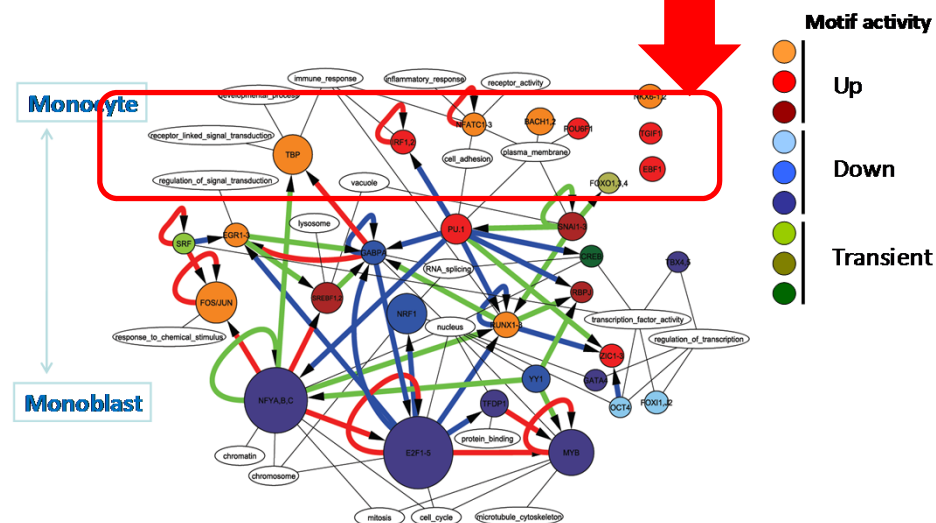 Motif activity
Up
Down
Transient
Monocyte
Monoblast
immune_response
inflammatory_response
receptor_activity
developmental_process
receptor_linked_signal_transduction
TBP
IRF1,2
NFATC1-3
BACH1,2
POU6F1
NKX6-1,2
TGIF1
EBF1
cell_adhesion
plasma_membrane
regulation_of_signal_transduction
vacuole
FOXO1,3,4
lysosome
SRF
EGR1-3
GABPA
PU.1
SNAI1-3
CREB
TBX4,5
RNA_splicing
FOS/JUN
SREBF1,2
NRF1
RBPJ
nucleus
RUNX1-3
transcription_factor_activity
response_to_chemical_stimulus
regulation_of_transcription
ZIC1-3
YY1
GATA4
NFYA,B,C
TFDP1
OCT4
FOXI1,J2
protein_binding
E2F1-5
MYB
chromatin
chromosome
mitosis
cell_cycle
microtubule_cytoskeleton